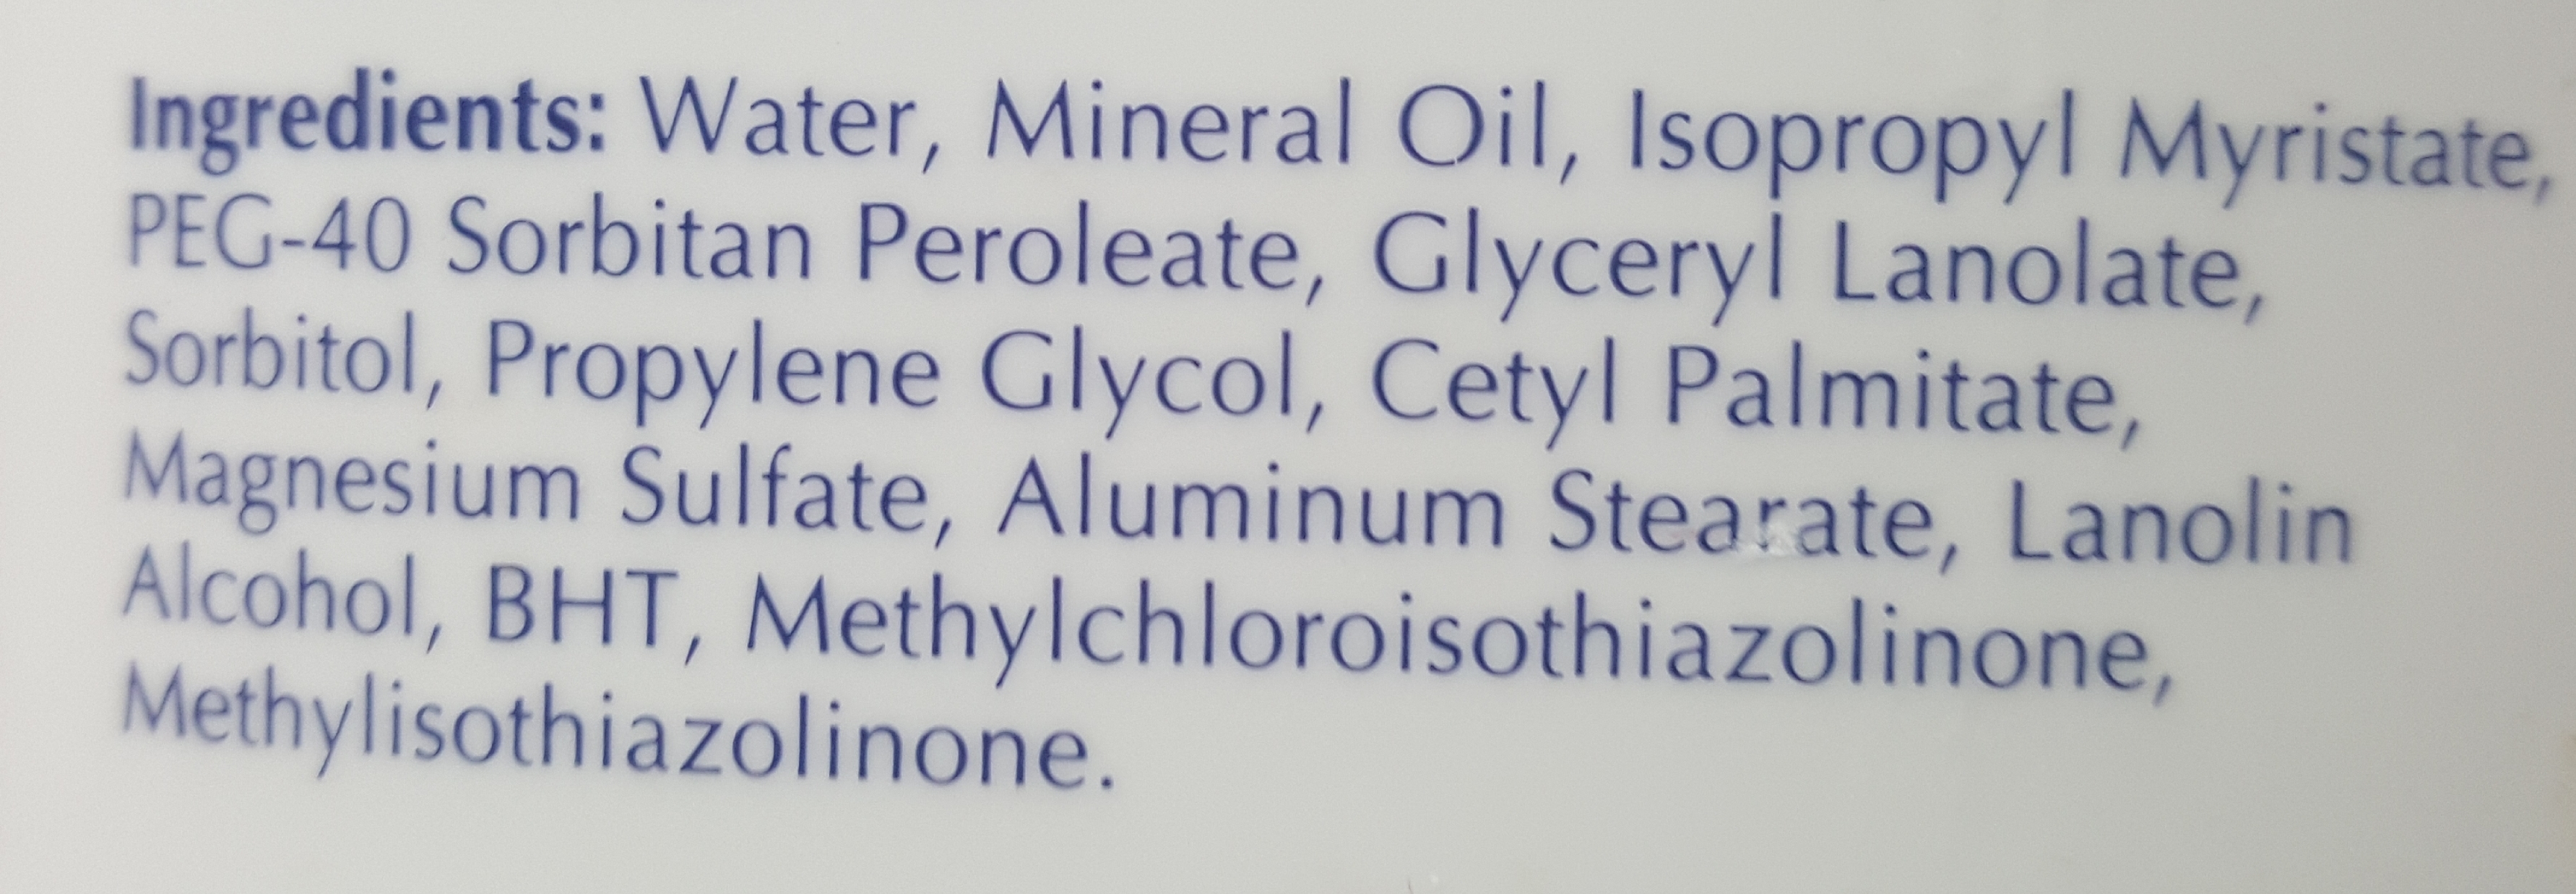 Ingredients: Water, Mineral Oil, Isopropyl Myristate,
PEG-40 Sorbitan Peroleate, Glyceryl Lanolate,
Sorbitol, Propylene Glycol, Cetyl Palmitate,
Magnesium Sulfate, Aluminum Stearate, Lanolin
Alcohol, BHT, Methylchloroisothiazolinone,
Methylisothiazolinone.